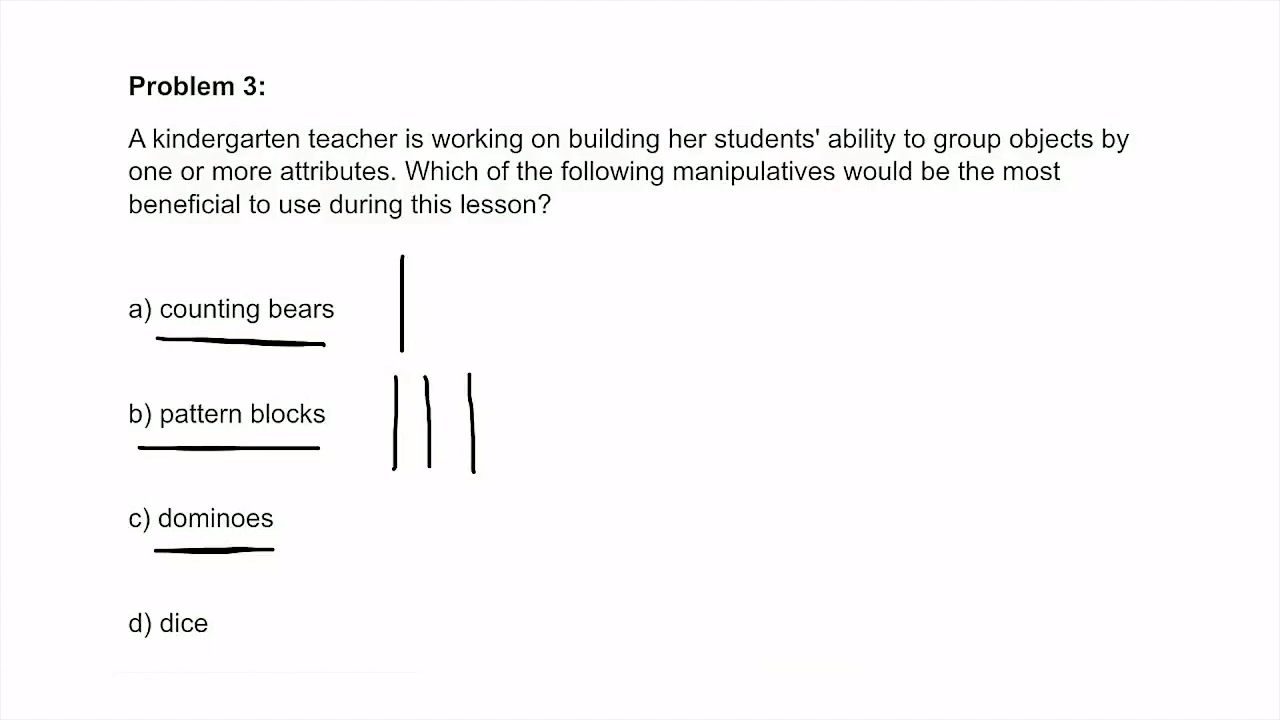 Problem 3:
A kindergarten teacher is working on building her students' ability to group objects by
one or more attributes. Which of the following manipulatives would be the most
beneficial to use during this lesson?
a) counting bears
b) pattern blocks
c) dominoes
d) dice